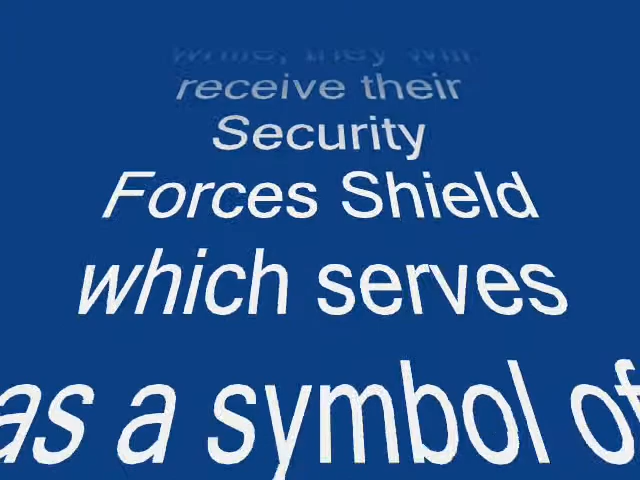 while, they will
receive their
Security
Forces Shield
which serves
as a symbol of